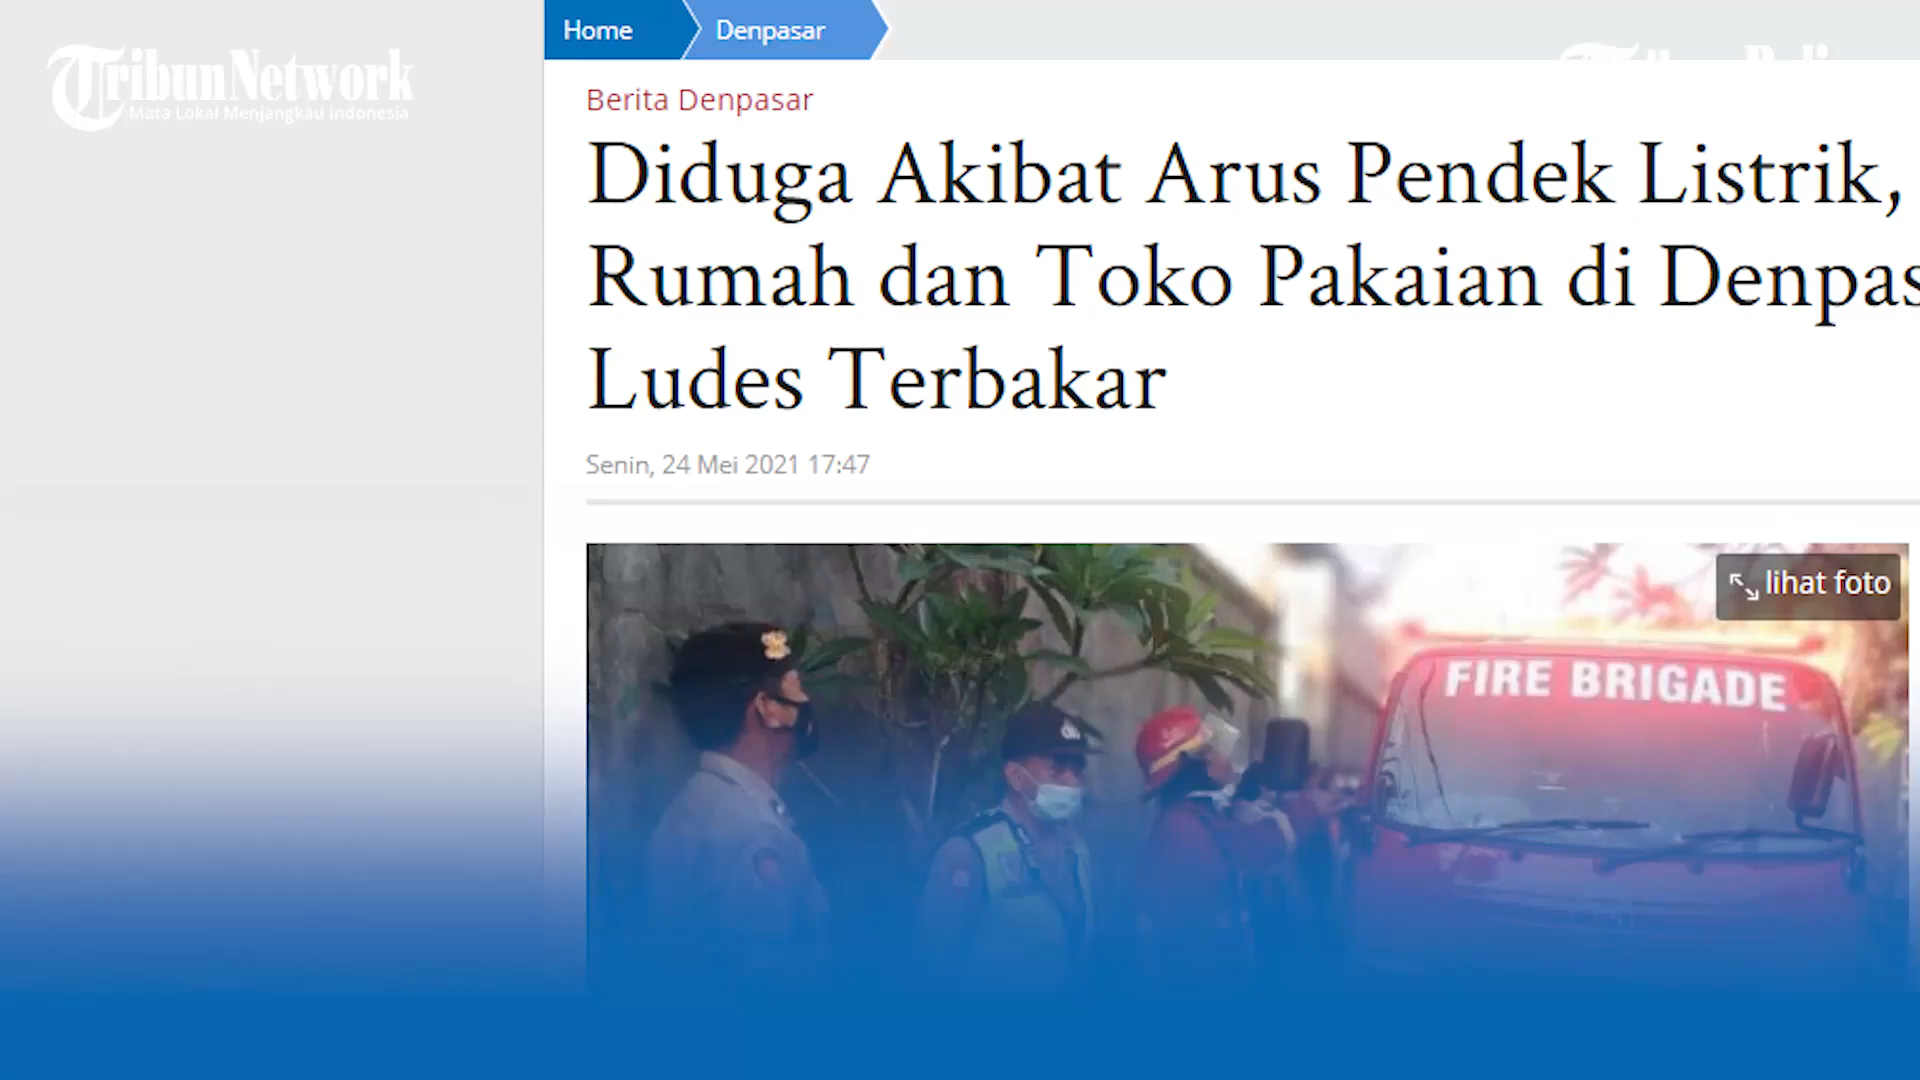 Home
Denpasar
TribunNetwork
Mata Lokal Menjangkau Indonesia
Berita Denpasar
Diduga Akibat Arus Pendek Listrik,
Rumah dan Toko Pakaian di Denpas
Ludes Terbakar
Senin, 24 Mei 2021 17:47
lihat foto
FIRE BRIGADE